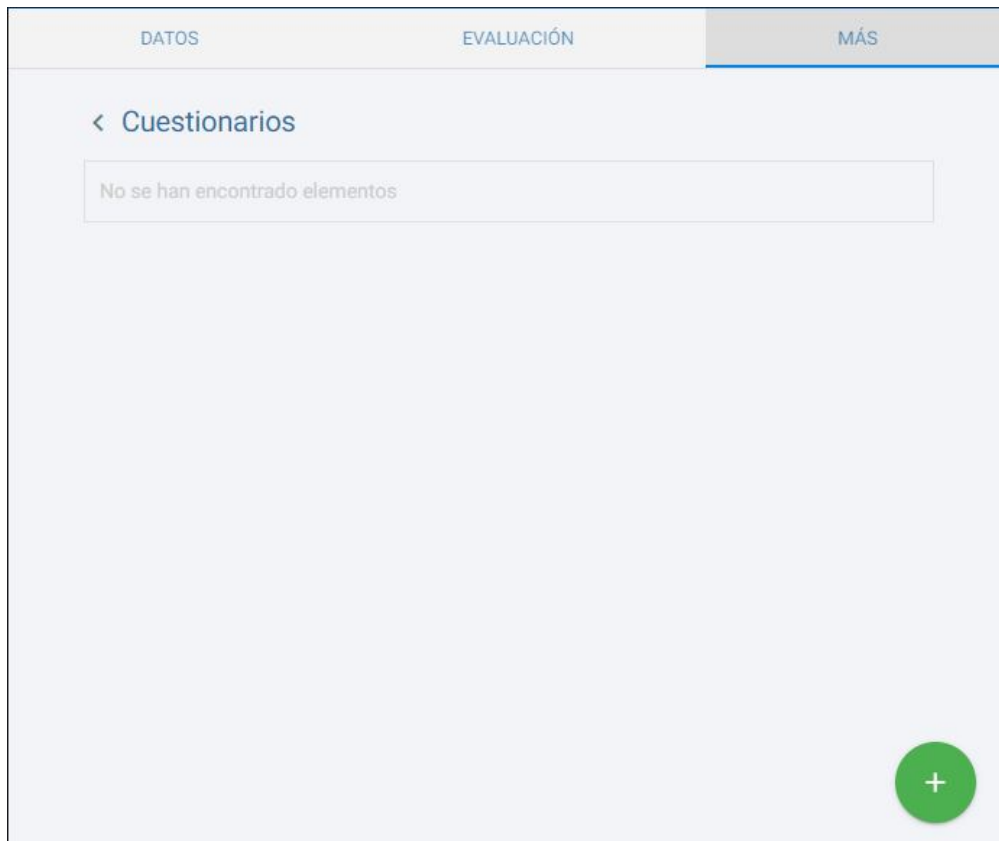 DATOS EVALUACIÓN MÁS
< Cuestionarios
No se han encontrado elementos
+